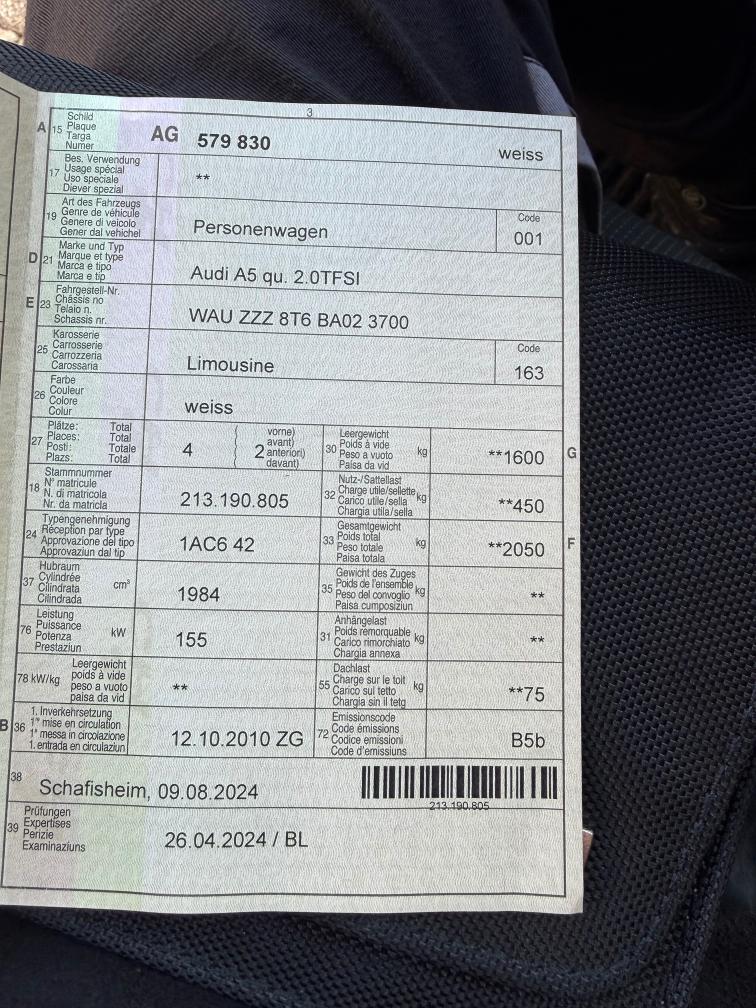 3
A 15 Schild
Plaque
Targa
Numer
AG 579 830 weiss
17 Bes. Verwendung
Usage spécial
Uso speciale
Diever spezial
**
19 Art des Fahrzeugs
Genre de véhicule
Genere di veicolo
Gener dal vehichel
Personenwagen
Code
001
D 21 Marke und Typ
Marque et type
Marca e tipo
Marca e tip
Audi A5 qu. 2.0TFSI
E 23 Fahrgestell-Nr.
Châssis no
Telaio n.
Schassis nr.
WAU ZZZ 8T6 BA02 3700
25 Karosserie
Carrosserie
Carrozzeria
Carossaria
Limousine
Code
163
26 Farbe
Couleur
Colore
Colur
weiss
27 Plätze: Total
Places: Total
Posti: Totale
Plazs: Total
4
( vorne)
( avant)
( 2 anteriori)
( davant)
30 Leergewicht
Poids à vide
Peso a vuoto
Paisa da vid
kg
**1600
G
18 Stammnummer
N° matricule
N. di matricola
Nr. da matricla
213.190.805
32 Nutz-/Sattellast
Charge utile/sellette
Carico utile/sella
Chargia utila/sella
kg
**450
24 Typengenehmigung
Réception par type
Approvazione del tipo
Approvaziun dal tip
1AC6 42
33 Gesamtgewicht
Poids total
Peso totale
Paisa totala
kg
**2050
F
37 Hubraum
Cylindrée
Cilindrata
Cilindrada
cm³
1984
35 Gewicht des Zuges
Poids de l'ensemble
Peso del convoglio
Paisa cumposiziun
kg
**
76 Leistung
Puissance
Potenza
Prestaziun
kW
155
31 Anhängelast
Poids remorquable
Carico rimorchiato
Chargia annexa
kg
**
78 kW/kg Leergewicht
poids à vide
peso a vuoto
paisa da vid
**
55 Dachlast
Charge sur le toit
Carico sul tetto
Chargia sin il tetg
kg
**75
B 36 1. Inverkehrsetzung
1re mise en circulation
1a messa in circolazione
1. entrada en circulaziun
12.10.2010 ZG
72 Emissionscode
Code émissions
Codice emissioni
Code d'emissiuns
B5b
38 Schafisheim, 09.08.2024
213.190.805
39 Prüfungen
Expertises
Perizie
Examinaziuns
26.04.2024 / BL